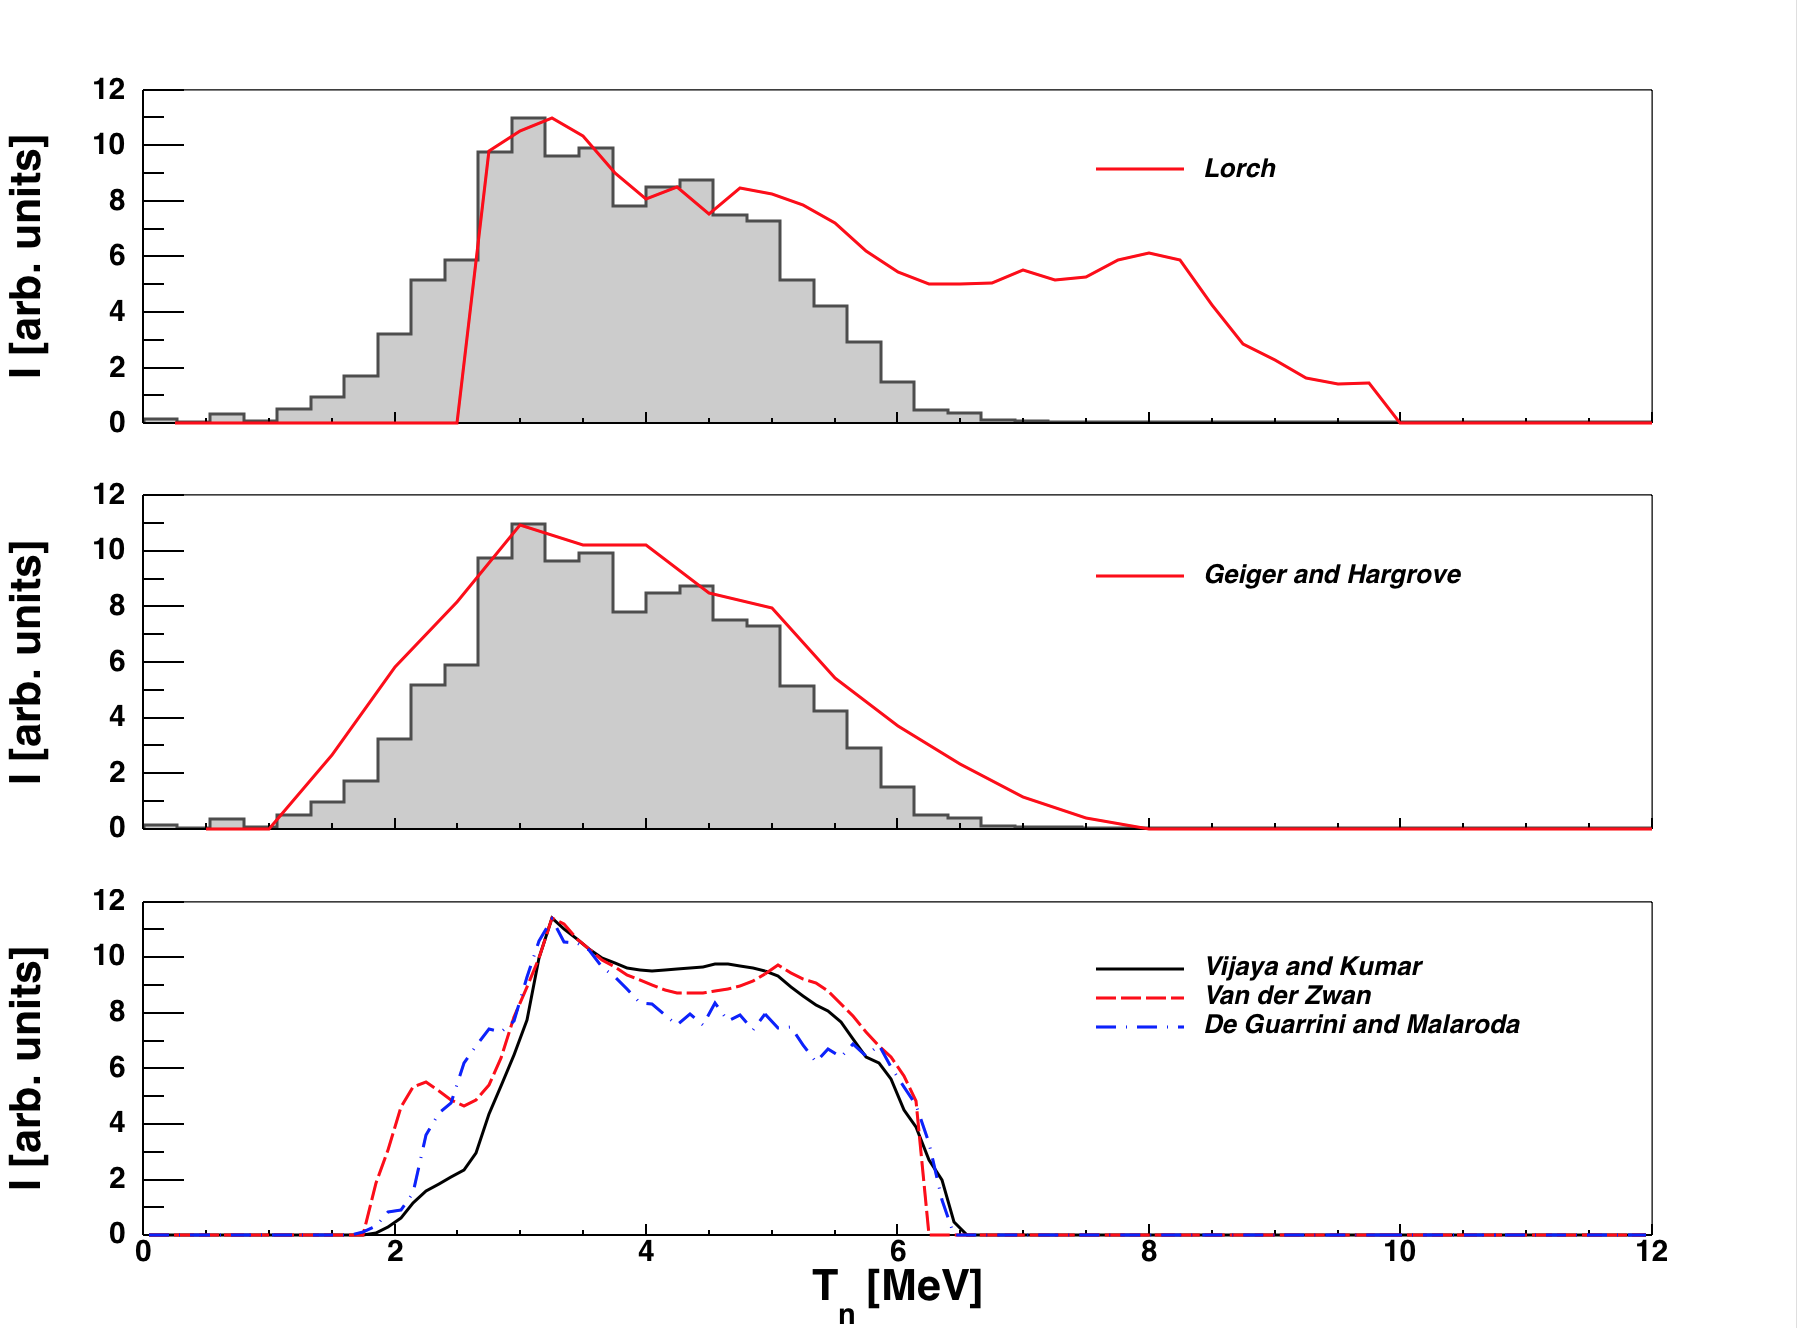 12
10
8
6
4
2
0
I [arb. units]
Lorch
12
10
8
6
4
2
0
I [arb. units]
Geiger and Hargrove
12
10
8
6
4
2
0
I [arb. units]
Vijaya and Kumar
Van der Zwan
De Guarrini and Malaroda
0 2 4 6 8 10 12
Tn [MeV]